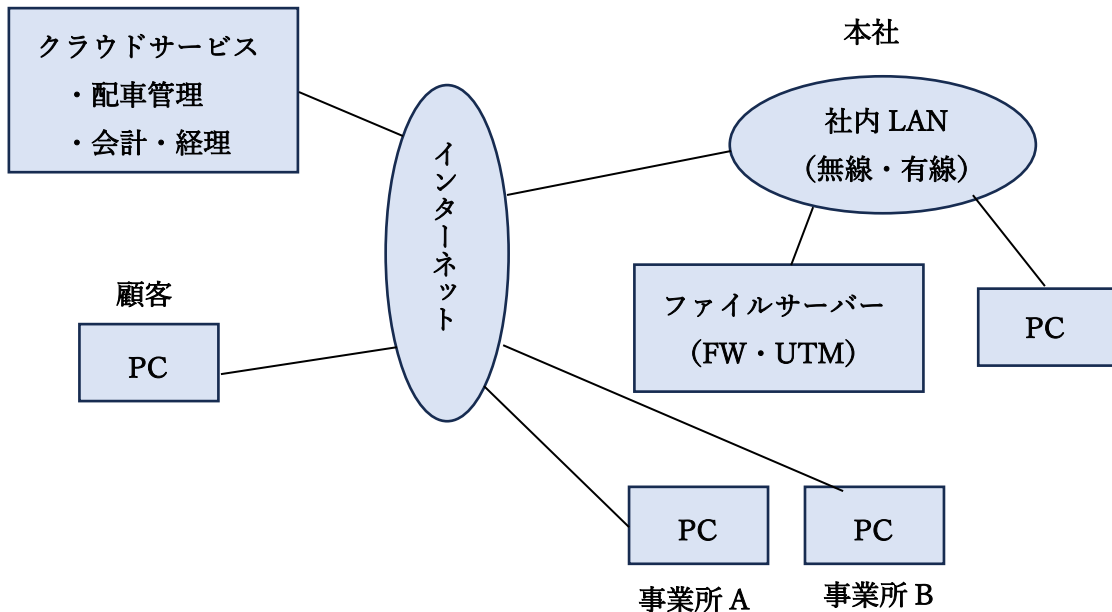 クラウドサービス
・配車管理
・会計・経理
インターネット
本社
社内 LAN
（無線・有線）
ファイルサーバー
（FW・UTM）
PC
顧客
PC
PC
事業所 A
PC
事業所 B